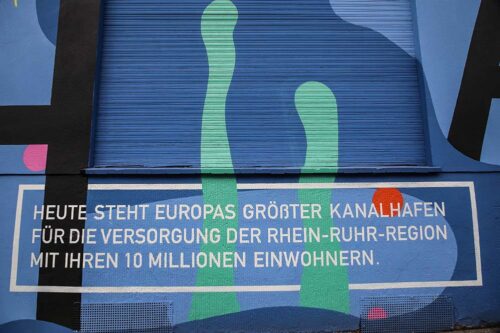 HEUTE STEHT EUROPAS GRÖßTER KANALHAFEN
FÜR DIE VERSORGUNG DER RHEIN-RUHR-REGION
MIT IHREN 10 MILLIONEN EINWOHNERN.